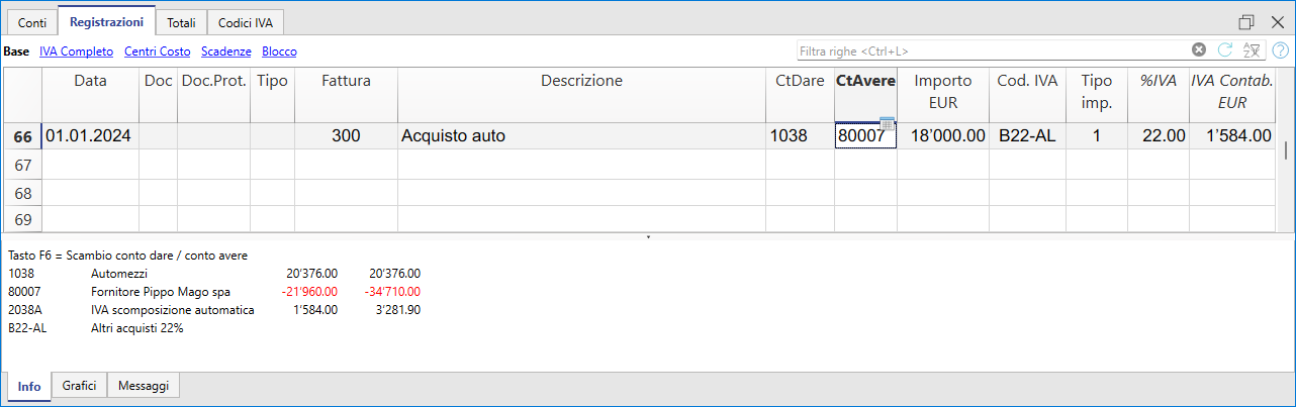 Conti Registrazioni Totali Codici IVA
Base IVA Completo Centri Costo Scadenze Blocco Filtra righe <Ctrl+L>
Data Doc Doc.Prot. Tipo Fattura Descrizione CtDare CtAvere Importo EUR Cod. IVA Tipo imp. %IVA IVA Contab. EUR
66 01.01.2024 300 Acquisto auto 1038 80007 18’000.00 B22-AL 1 22.00 1’584.00
67
68
69
Tasto F6 = Scambio conto dare / conto avere
1038 Automezzi 20’376.00 20’376.00
80007 Fornitore Pippo Mago spa -21’960.00 -34’710.00
2038A IVA scomposizione automatica 1’584.00 3’281.90
B22-AL Altri acquisti 22%
Info Grafici Messaggi